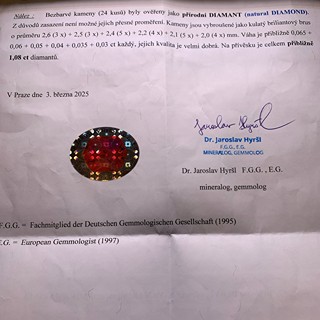 Nález: Bezbarvé kameny (24 kusů) byly ověřeny jako přírodní DIAMANT (natural DIAMOND).
Z důvodů zasazení není možné jejich přesné proměření. Kameny jsou vybroušené jako kulatý briliantový brus
o průměru 2,6 (3 x) + 2,5 (3 x) + 2,4 (5 x) + 2,2 (4 x) + 2,1 (5 x) + 2,0 (4 x) mm. Váha je přibližně 0,065 +
0,06 + 0,05 + 0,04 + 0,035 + 0,03 ct každý, jejich kvalita je velmi dobrá. Na přívěsku je celkem přibližně
1,08 ct diamantů.
V Praze dne 3. března 2025
Jaroslav Hyršl
Dr. Jaroslav Hyršl
F.G.G., E.G.
MINERALOG, GEMMOLOG
Dr. Jaroslav Hyršl F.G.G. , E.G.
mineralog, gemmolog
F.G.G. = Fachmitglied der Deutschen Gemmologischen Gesellschaft (1995)
E.G. = European Gemmologist (1997)